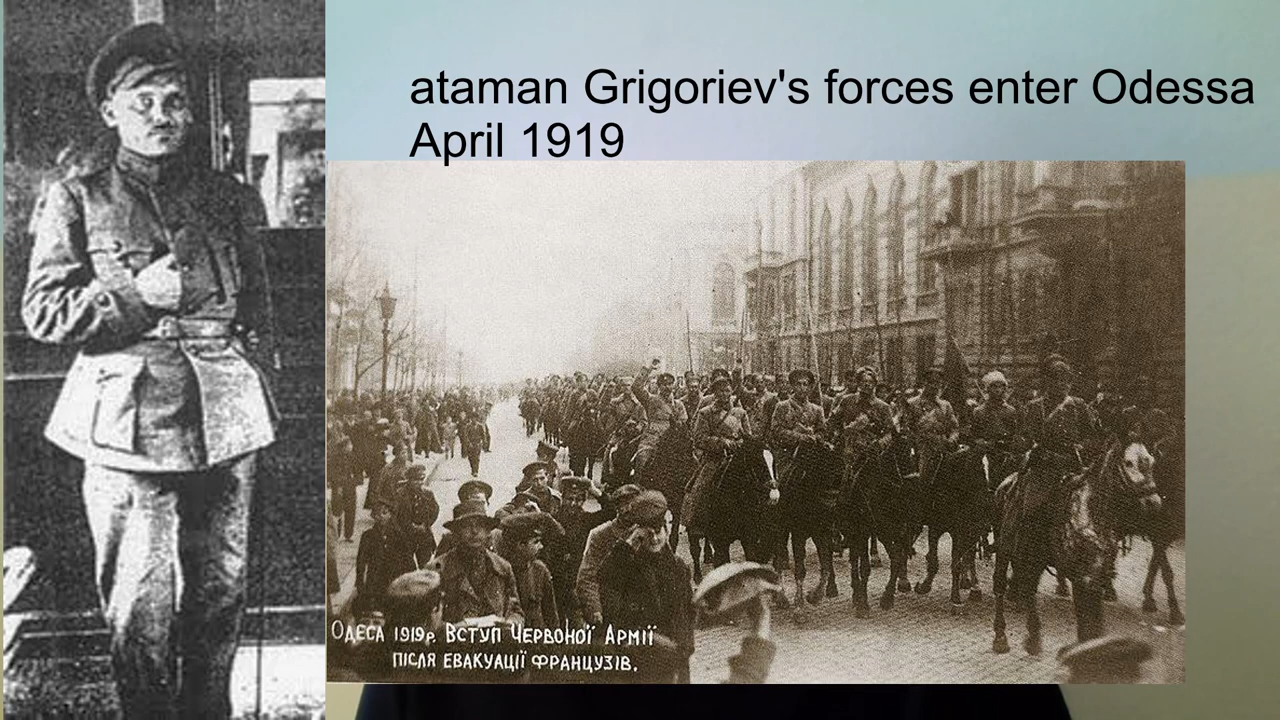 ataman Grigoriev's forces enter Odessa
April 1919
Одеса 1919р. Вступ Червоної Армії
після евакуації французів.